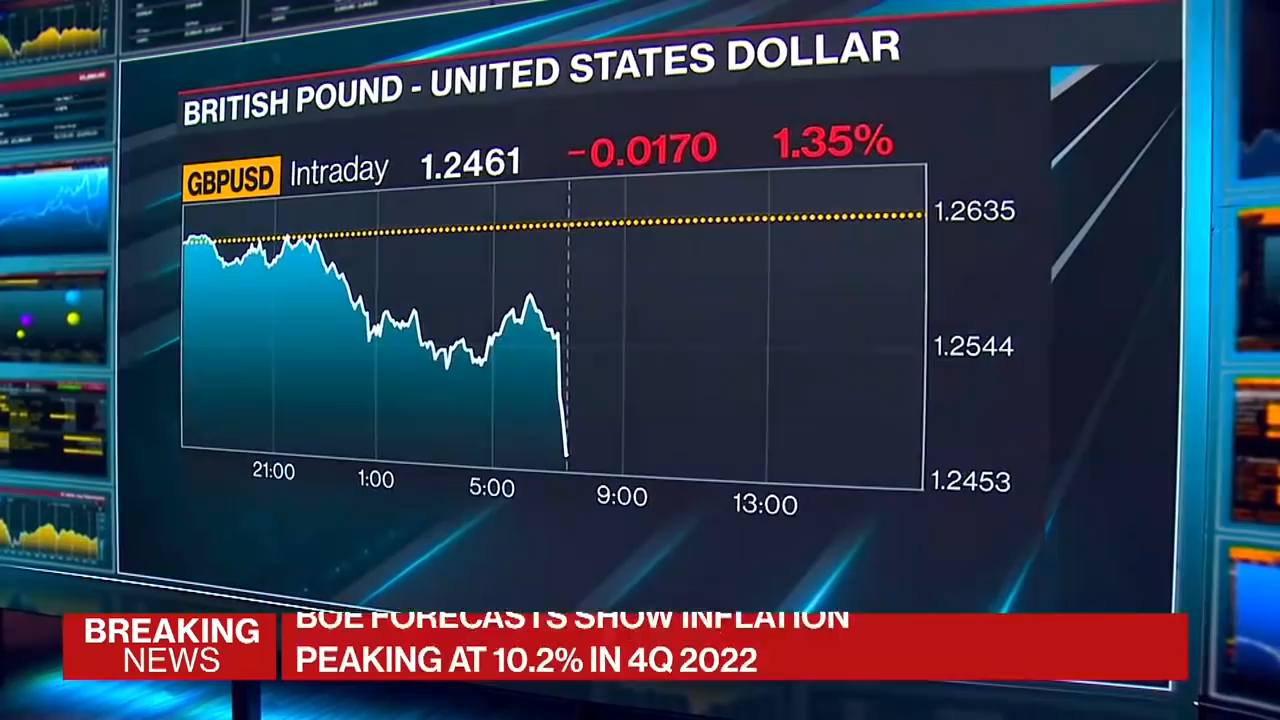 BRITISH POUND - UNITED STATES DOLLAR
GBPUSD Intraday 1.2461 -0.0170 1.35%
1.2635
1.2544
1.2453
21:00 1:00 5:00 9:00 13:00
BREAKING
NEWS
BOE FORECASTS SHOW INFLATION
PEAKING AT 10.2% IN 4Q 2022